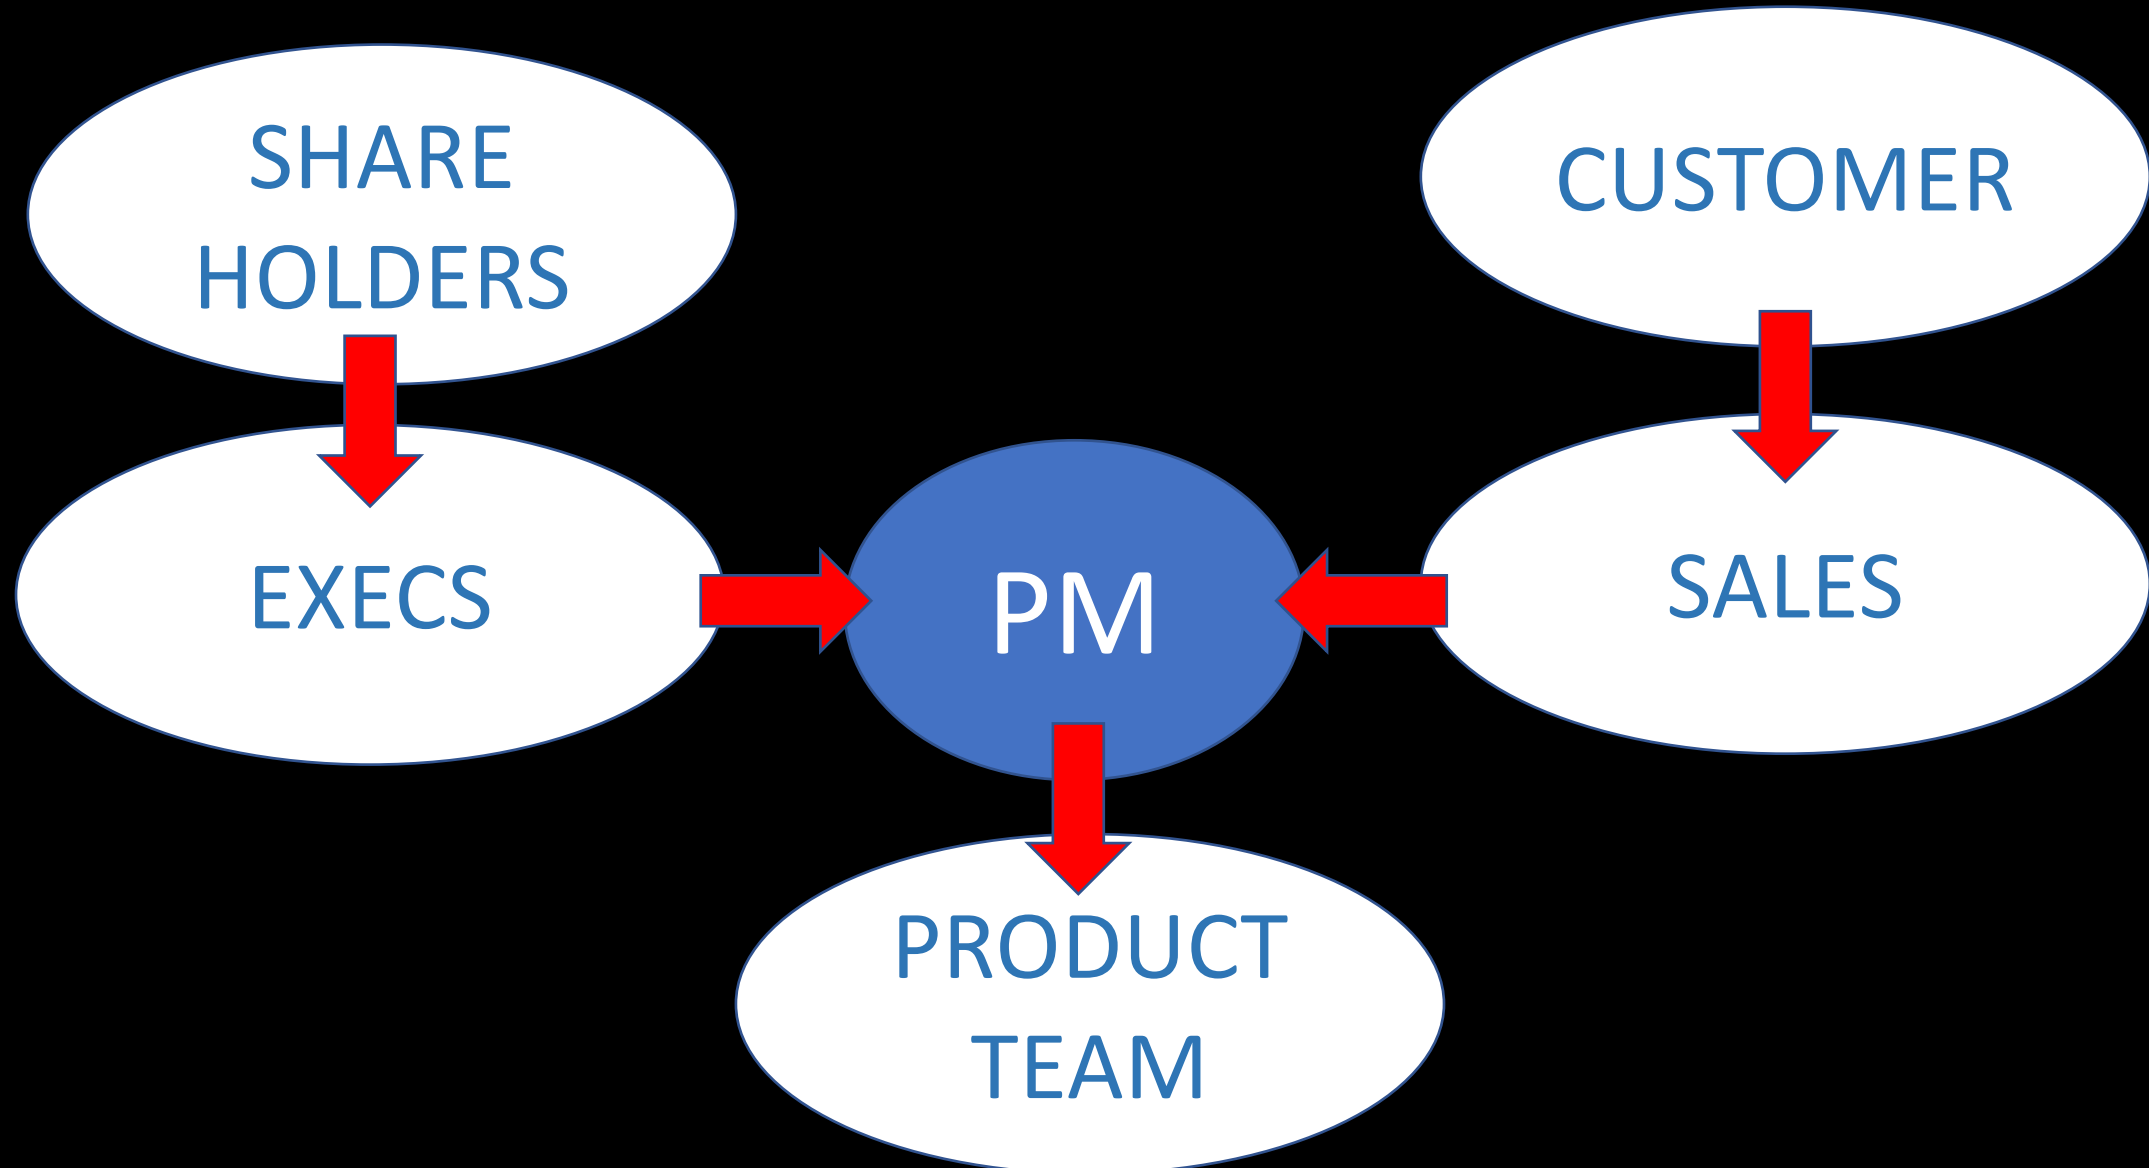 SHARE
HOLDERS
CUSTOMER
EXECS
PM
SALES
PRODUCT
TEAM